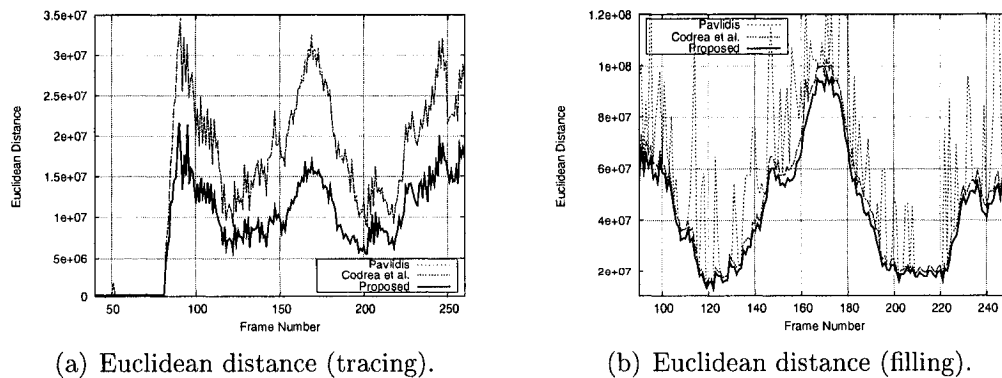 3.5e+07
3e+07
2.5e+07
2e+07
1.5e+07
1e+07
5e+06
0
Euclidean Distance
50
100
150
200
250
Frame Number
Pavlidis
Codrea et al.
Proposed
(a) Euclidean distance (tracing).
1.2e+08
1e+08
8e+07
6e+07
4e+07
2e+07
Euclidean Distance
Pavlidis
Codrea et al.
Proposed
100
120
140
160
180
200
220
240
Frame Number
(b) Euclidean distance (filling).